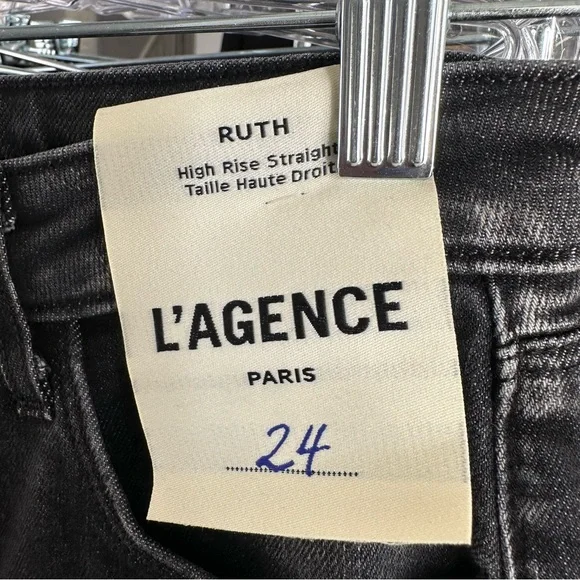 RUTH
High Rise Straight
Taille Haute Droit
L'AGENCE
PARIS
24